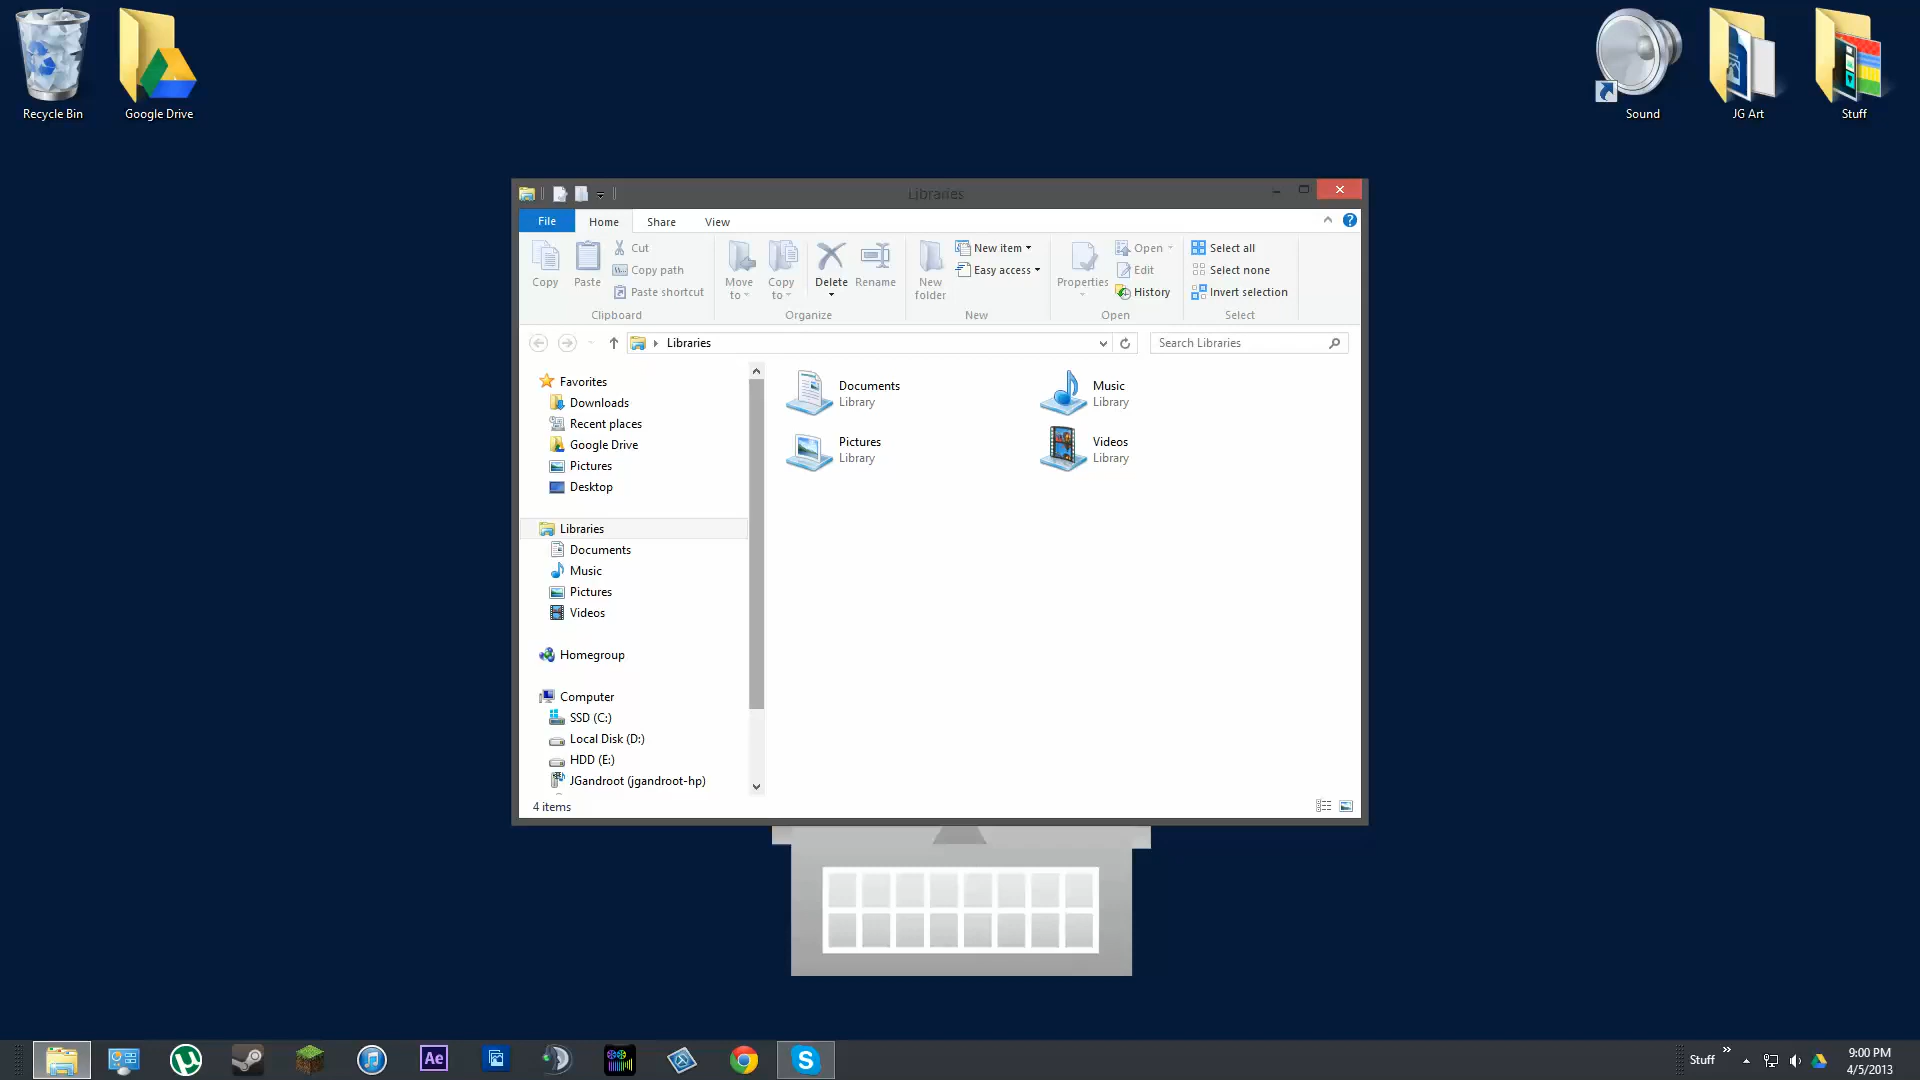 Recycle Bin
Google Drive
Sound
JG Art
Stuff
Libraries
File
Home
Share
View
Copy
Paste
Cut
Copy path
Paste shortcut
Clipboard
Move to
Copy to
Delete
Rename
Organize
New folder
New item
Easy access
New
Properties
Open
Edit
History
Open
Select all
Select none
Invert selection
Select
Libraries
Search Libraries
Favorites
Downloads
Recent places
Google Drive
Pictures
Desktop
Libraries
Documents
Music
Pictures
Videos
Homegroup
Computer
SSD (C:)
Local Disk (D:)
HDD (E:)
JGandroot (jgandroot-hp)
Documents
Library
Music
Library
Pictures
Library
Videos
Library
4 items
Ae
Stuff
9:00 PM
4/5/2013